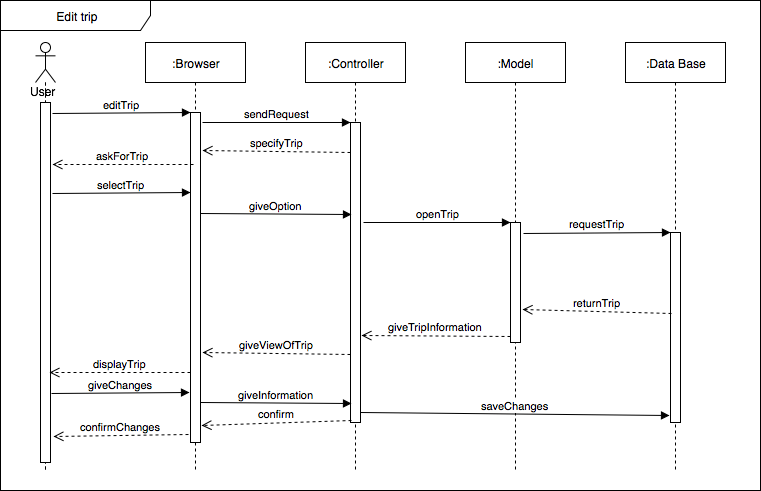 Edit trip
:Browser
:Controller
:Model
:Data Base
User
editTrip
sendRequest
specifyTrip
askForTrip
selectTrip
giveOption
openTrip
requestTrip
returnTrip
giveTripInformation
giveViewOfTrip
displayTrip
giveChanges
giveInformation
saveChanges
confirm
confirmChanges